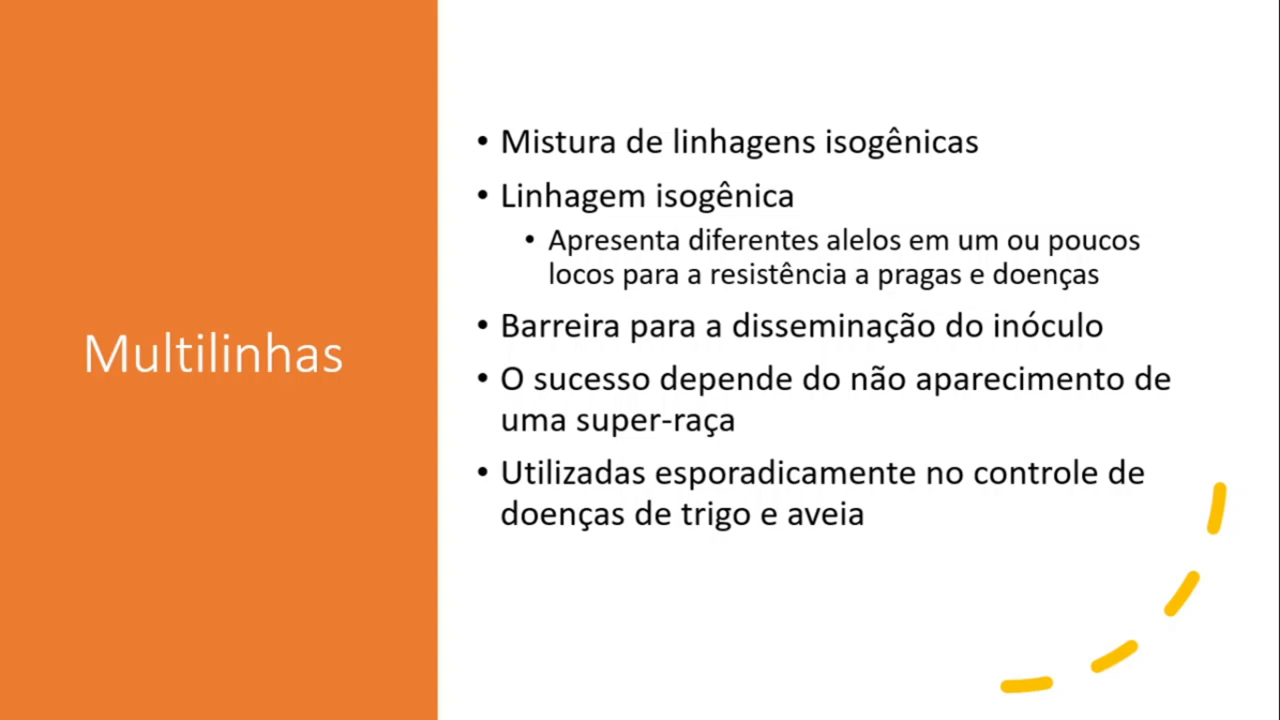 Multilinhas
• Mistura de linhagens isogênicas
• Linhagem isogênica
• Apresenta diferentes alelos em um ou poucos
locos para a resistência a pragas e doenças
• Barreira para a disseminação do inóculo
• O sucesso depende do não aparecimento de
uma super-raça
• Utilizadas esporadicamente no controle de
doenças de trigo e aveia